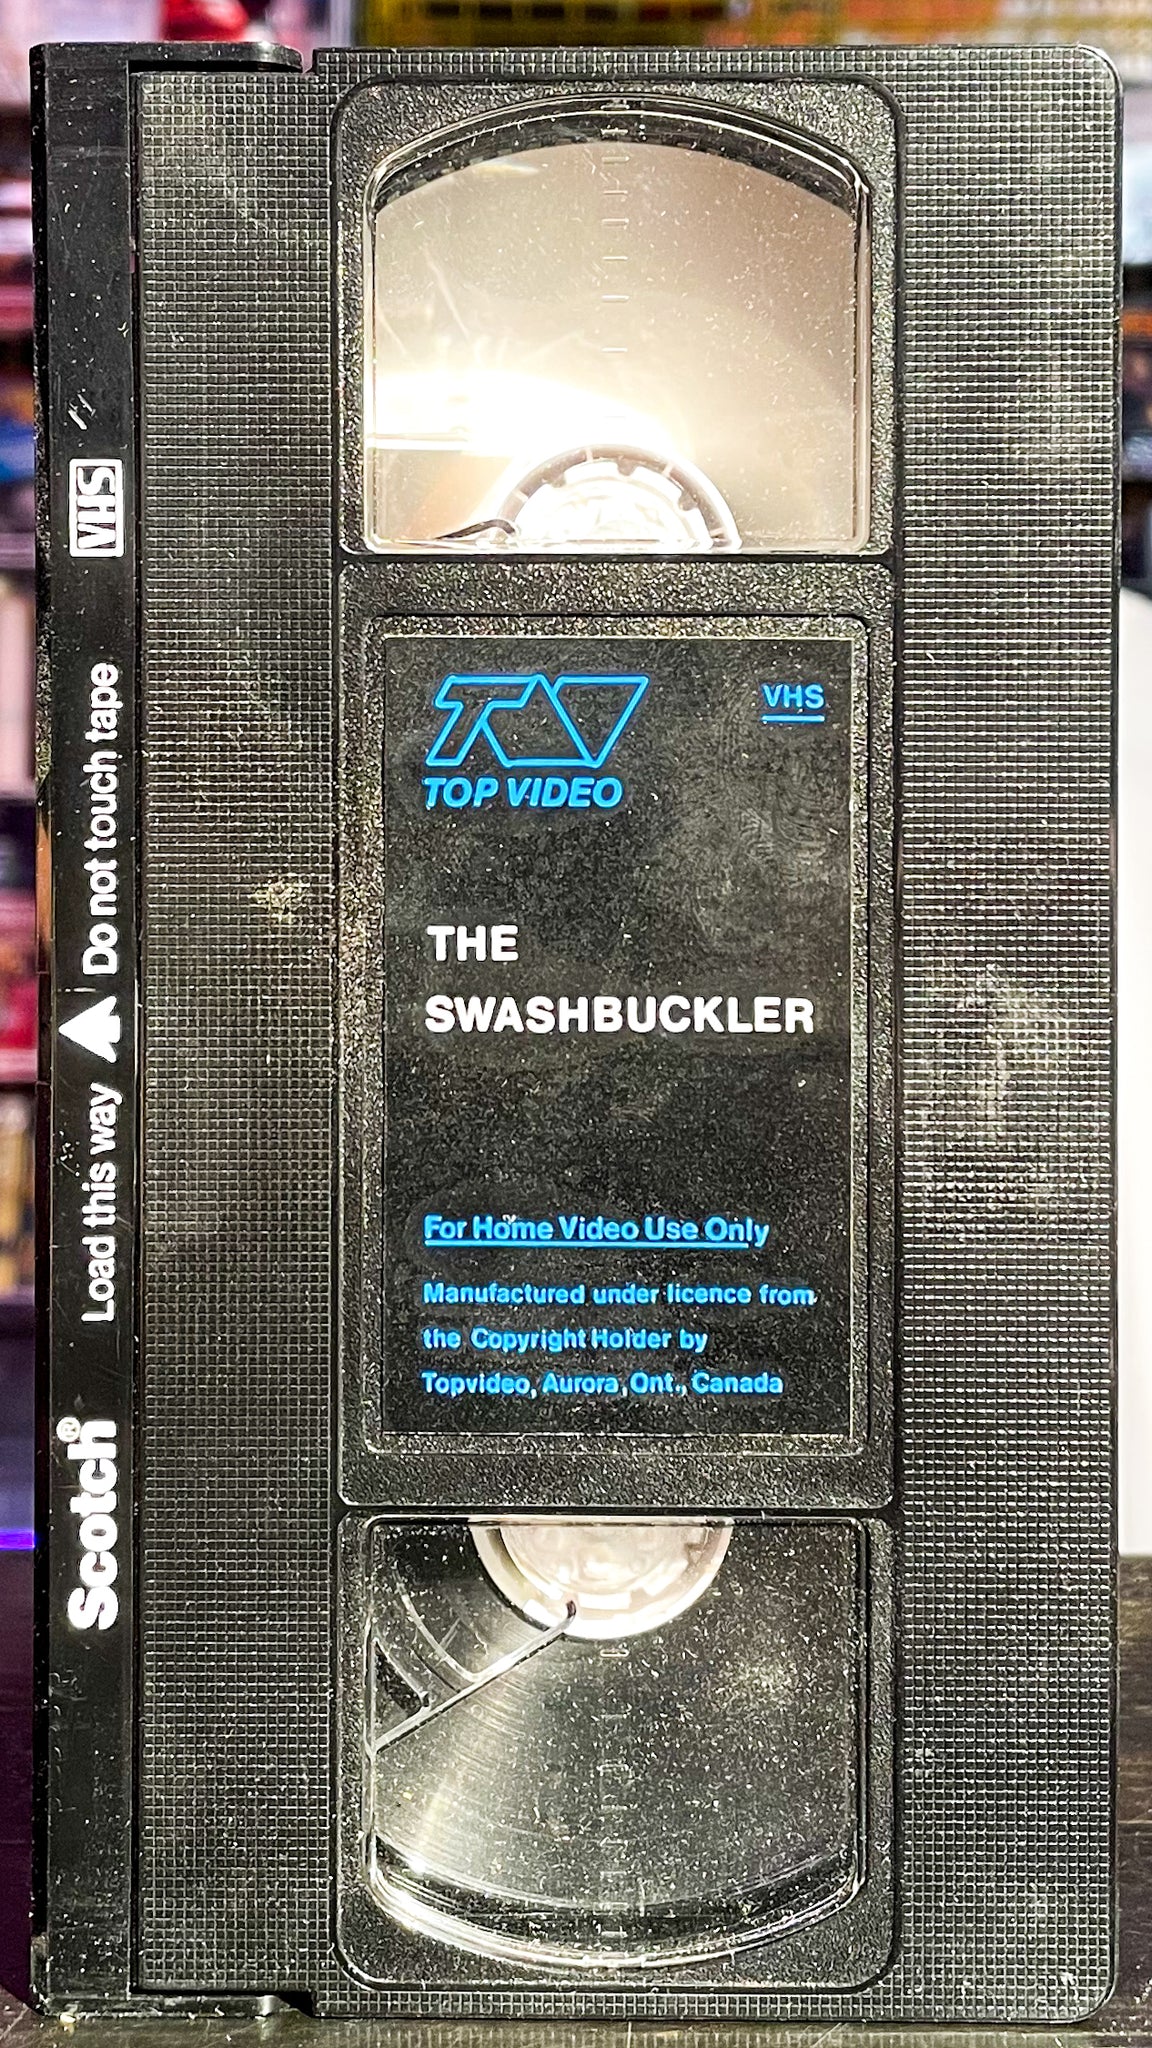 TOP VIDEO
VHS
THE
SWASHBUCKLER
For Home Video Use Only
Manufactured under licence from
the Copyright Holder by
Topvideo, Aurora, Ont., Canada
Scotch®
Load this way
Do not touch tape
VHS